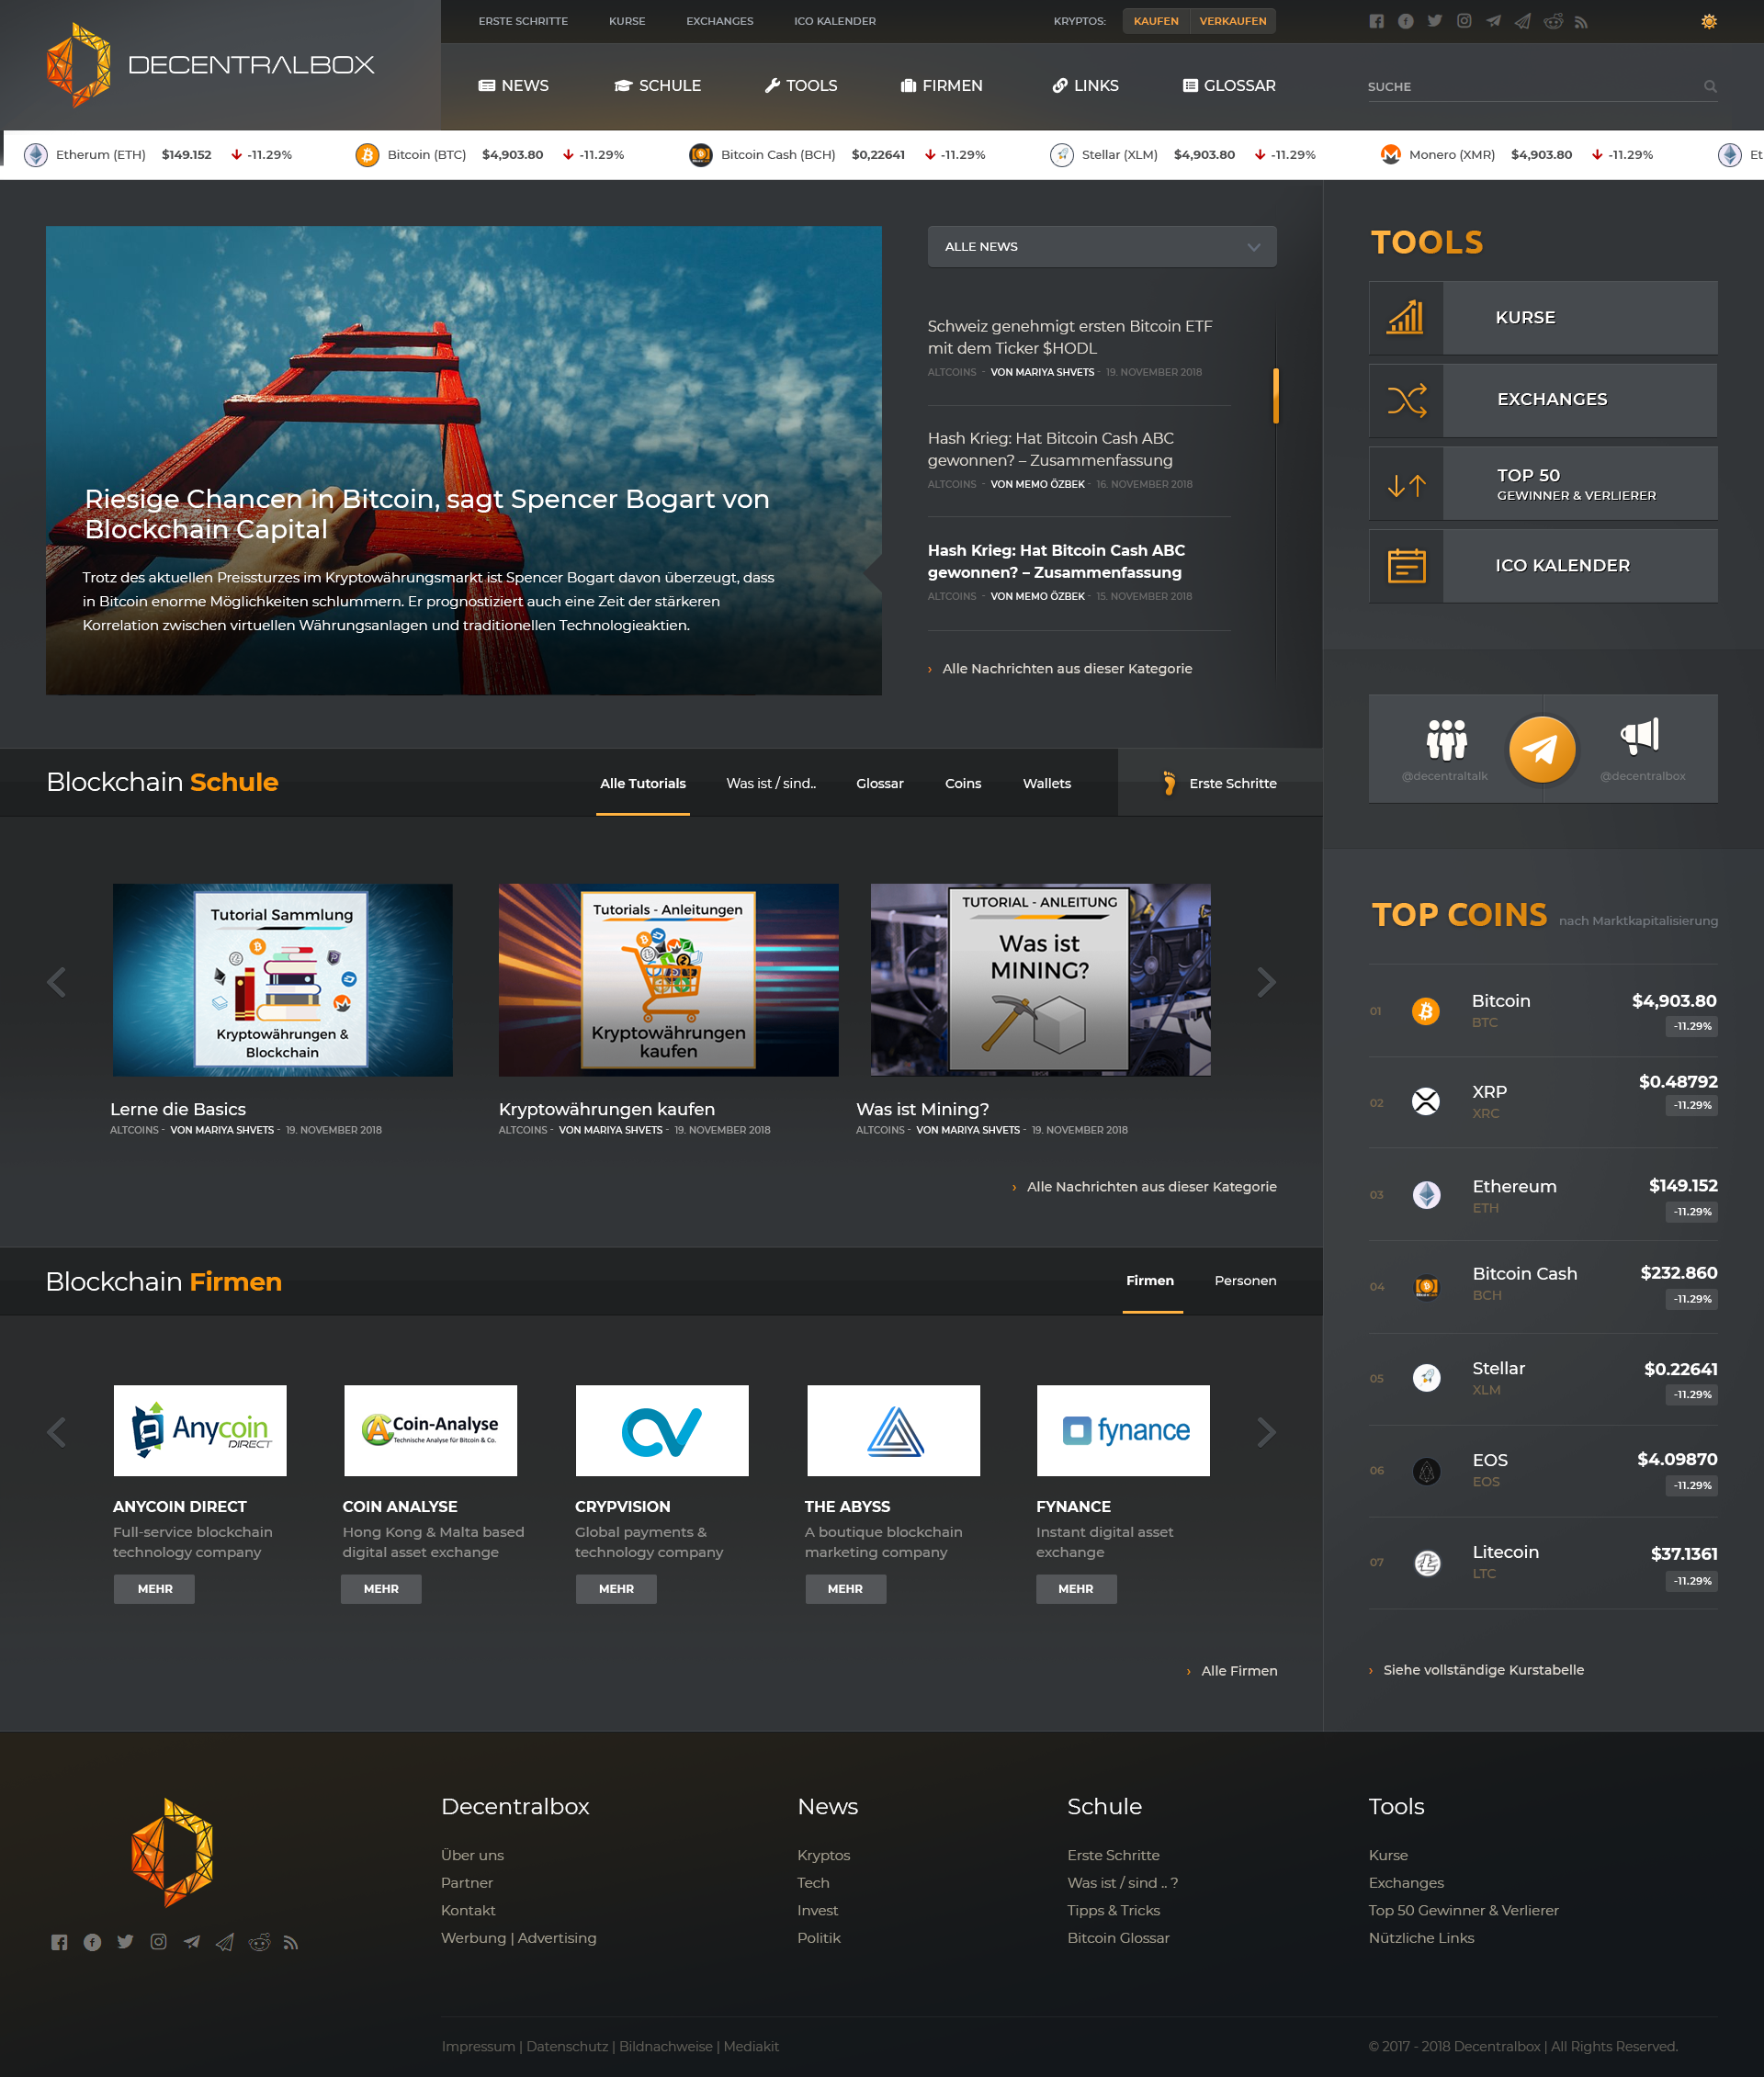 DECENTRALBOX
ERSTE SCHRITTE KURSE EXCHANGES ICO KALENDER
KRYPTOS: KAUFEN VERKAUFEN
NEWS SCHULE TOOLS FIRMEN LINKS GLOSSAR
SUCHE
Etherum (ETH) $149.152 -11.29%
Bitcoin (BTC) $4,903.80 -11.29%
Bitcoin Cash (BCH) $0,22641 -11.29%
Stellar (XLM) $4,903.80 -11.29%
Monero (XMR) $4,903.80 -11.29%
Et
Riesige Chancen in Bitcoin, sagt Spencer Bogart von
Blockchain Capital
Trotz des aktuellen Preissturzes im Kryptowährungsmarkt ist Spencer Bogart davon überzeugt, dass
in Bitcoin enorme Möglichkeiten schlummern. Er prognostiziert auch eine Zeit der stärkeren
Korrelation zwischen virtuellen Währungsanlagen und traditionellen Technologieaktien.
ALLE NEWS
Schweiz genehmigt ersten Bitcoin ETF
mit dem Ticker $HODL
ALTCOINS - VON MARIYA SHVETS - 19. NOVEMBER 2018
Hash Krieg: Hat Bitcoin Cash ABC
gewonnen? – Zusammenfassung
ALTCOINS - VON MEMO ÖZBEK - 16. NOVEMBER 2018
Hash Krieg: Hat Bitcoin Cash ABC
gewonnen? – Zusammenfassung
ALTCOINS - VON MEMO ÖZBEK - 15. NOVEMBER 2018
› Alle Nachrichten aus dieser Kategorie
TOOLS
KURSE
EXCHANGES
TOP 50
GEWINNER & VERLIERER
ICO KALENDER
@decentraltalk
@decentralbox
Blockchain Schule
Alle Tutorials Was ist / sind.. Glossar Coins Wallets
Erste Schritte
Tutorial Sammlung
Kryptowährungen &
Blockchain
Lerne die Basics
ALTCOINS - VON MARIYA SHVETS - 19. NOVEMBER 2018
Tutorials - Anleitungen
Kryptowährungen
kaufen
Kryptowährungen kaufen
ALTCOINS - VON MARIYA SHVETS - 19. NOVEMBER 2018
TUTORIAL - ANLEITUNG
Was ist
MINING?
Was ist Mining?
ALTCOINS - VON MARIYA SHVETS - 19. NOVEMBER 2018
› Alle Nachrichten aus dieser Kategorie
TOP COINS nach Marktkapitalisierung
01 Bitcoin $4,903.80
BTC -11.29%
02 XRP $0.48792
XRC -11.29%
03 Ethereum $149.152
ETH -11.29%
04 Bitcoin Cash $232.860
BCH -11.29%
05 Stellar $0.22641
XLM -11.29%
06 EOS $4.09870
EOS -11.29%
07 Litecoin $37.1361
LTC -11.29%
› Siehe vollständige Kurstabelle
Blockchain Firmen
Firmen Personen
Anycoin
DIRECT
ANYCOIN DIRECT
Full-service blockchain
technology company
MEHR
Coin-Analyse
Technische Analyse für Bitcoin & Co.
COIN ANALYSE
Hong Kong & Malta based
digital asset exchange
MEHR
CRYPVISION
Global payments &
technology company
MEHR
THE ABYSS
A boutique blockchain
marketing company
MEHR
fynance
FYNANCE
Instant digital asset
exchange
MEHR
› Alle Firmen
Decentralbox
Über uns
Partner
Kontakt
Werbung | Advertising
News
Kryptos
Tech
Invest
Politik
Schule
Erste Schritte
Was ist / sind .. ?
Tipps & Tricks
Bitcoin Glossar
Tools
Kurse
Exchanges
Top 50 Gewinner & Verlierer
Nützliche Links
Impressum | Datenschutz | Bildnachweise | Mediakit
© 2017 - 2018 Decentralbox | All Rights Reserved.